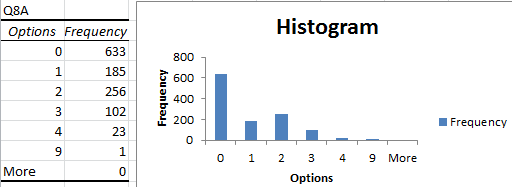 Q8A
Options Frequency
0 633
1 185
2 256
3 102
4 23
9 1
More 0
Histogram
Frequency
800
600
400
200
0
0 1 2 3 4 9 More
Options
Frequency